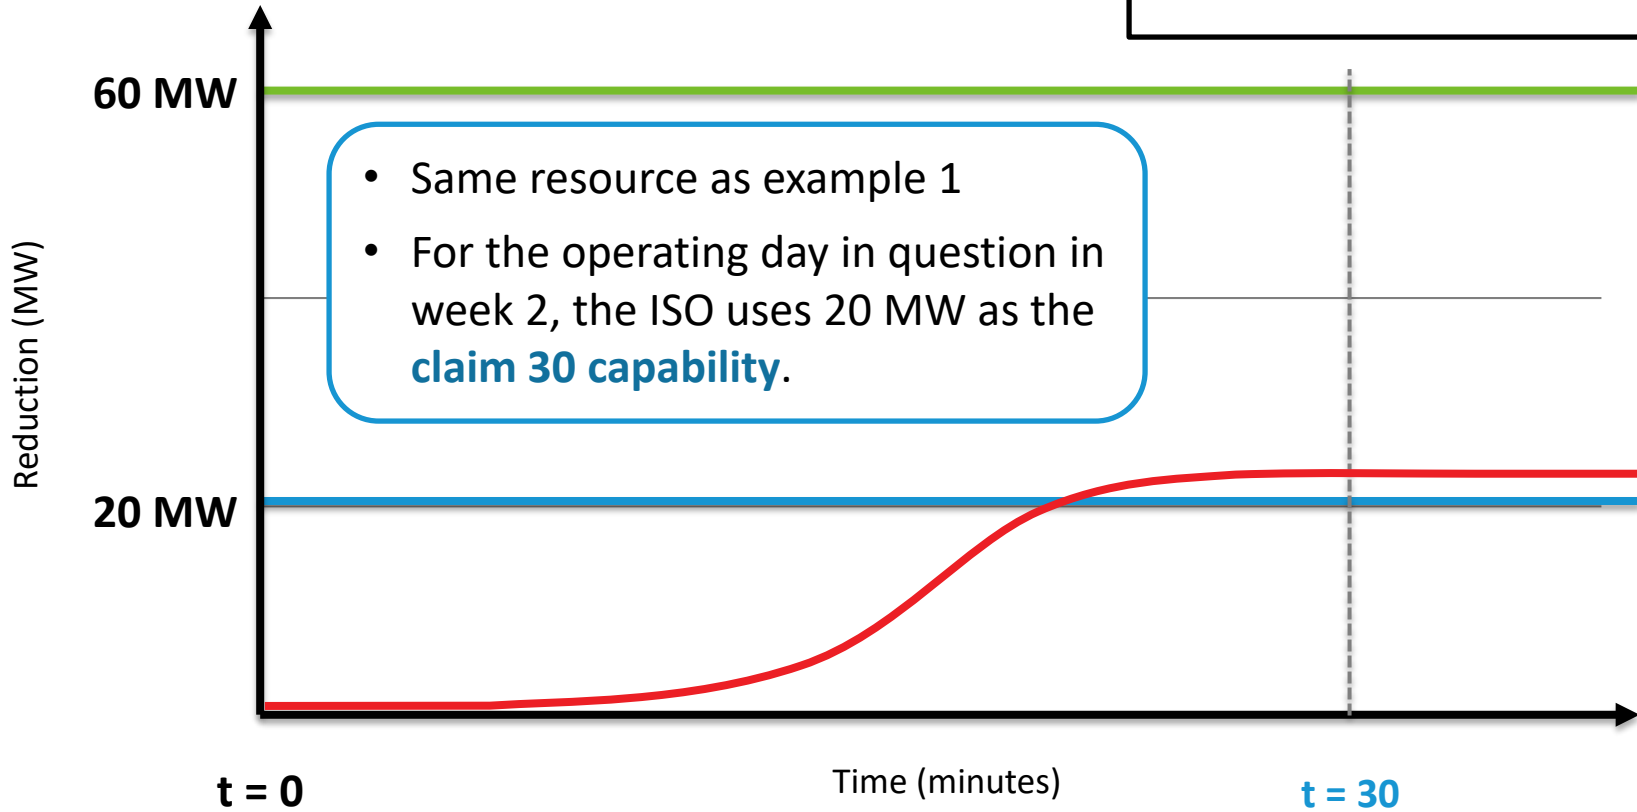 60 MW
• Same resource as example 1
• For the operating day in question in
week 2, the ISO uses 20 MW as the
claim 30 capability.
Reduction (MW)
20 MW
t = 0
Time (minutes)
t = 30